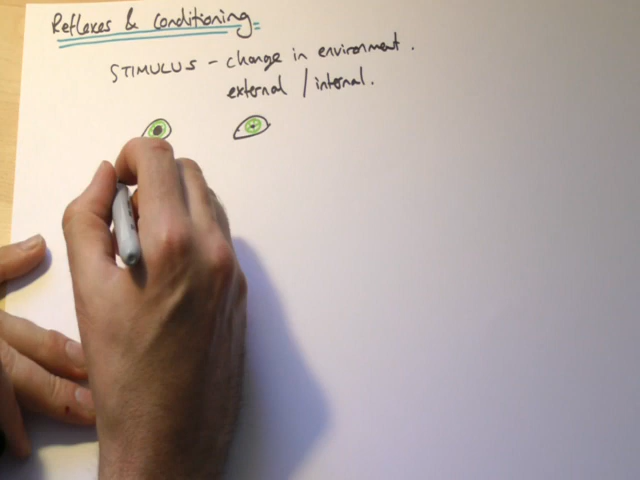 Reflexes & Conditioning
STIMULUS - change in environment.
external / internal.